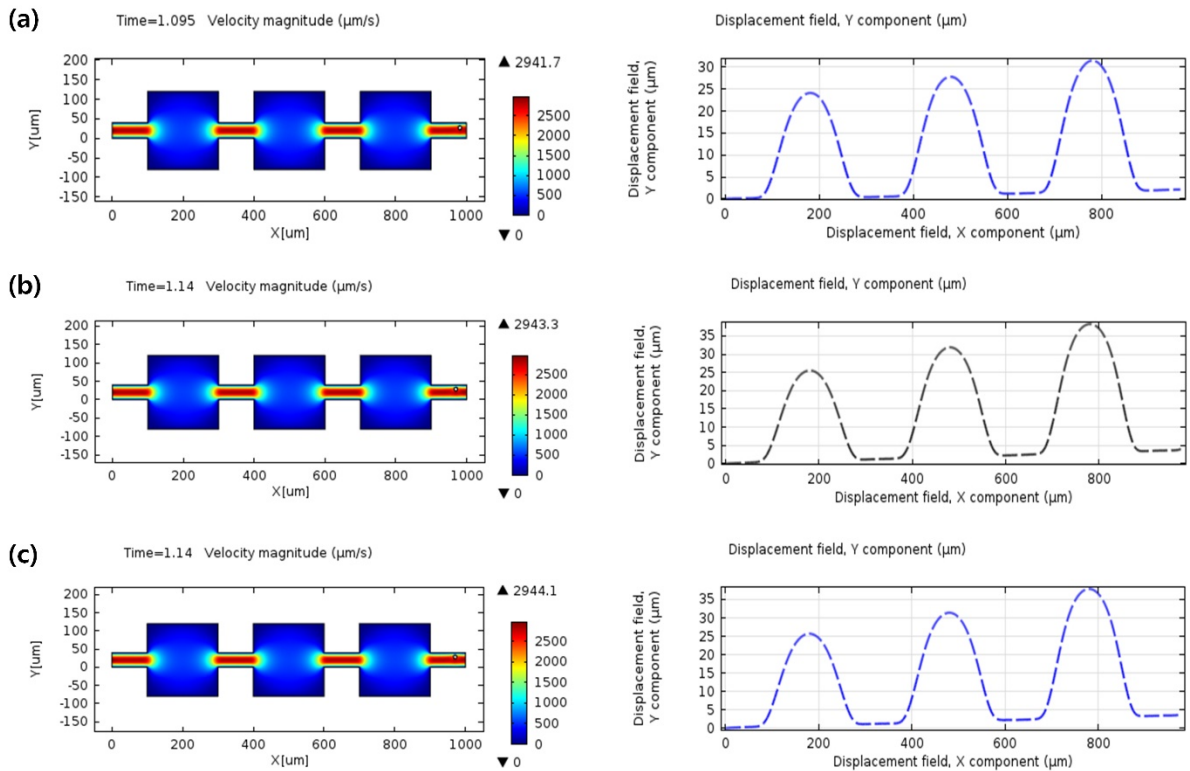 (a)
Time=1.095 Velocity magnitude (µm/s)
Displacement field, Y component (µm)
▲ 2941.7
200
150
100
50
0
-50
-100
-150
Y[um]
0 200 400 600 800 1000
X[um]
2500
2000
1500
1000
500
0
▼ 0
Displacement field,
Y component (µm)
30
25
20
15
10
5
0
0 200 400 600 800
Displacement field, X component (µm)
(b)
Time=1.14 Velocity magnitude (µm/s)
Displacement field, Y component (µm)
▲ 2943.3
200
150
100
50
0
-50
-100
-150
Y[um]
0 200 400 600 800 1000
X[um]
2500
2000
1500
1000
500
0
▼ 0
Displacement field,
Y component (µm)
35
30
25
20
15
10
5
0
0 200 400 600 800
Displacement field, X component (µm)
(c)
Time=1.14 Velocity magnitude (µm/s)
Displacement field, Y component (µm)
▲ 2944.1
200
150
100
50
0
-50
-100
-150
Y[um]
0 200 400 600 800 1000
X[um]
2500
2000
1500
1000
500
0
▼ 0
Displacement field,
Y component (µm)
35
30
25
20
15
10
5
0
0 200 400 600 800
Displacement field, X component (µm)